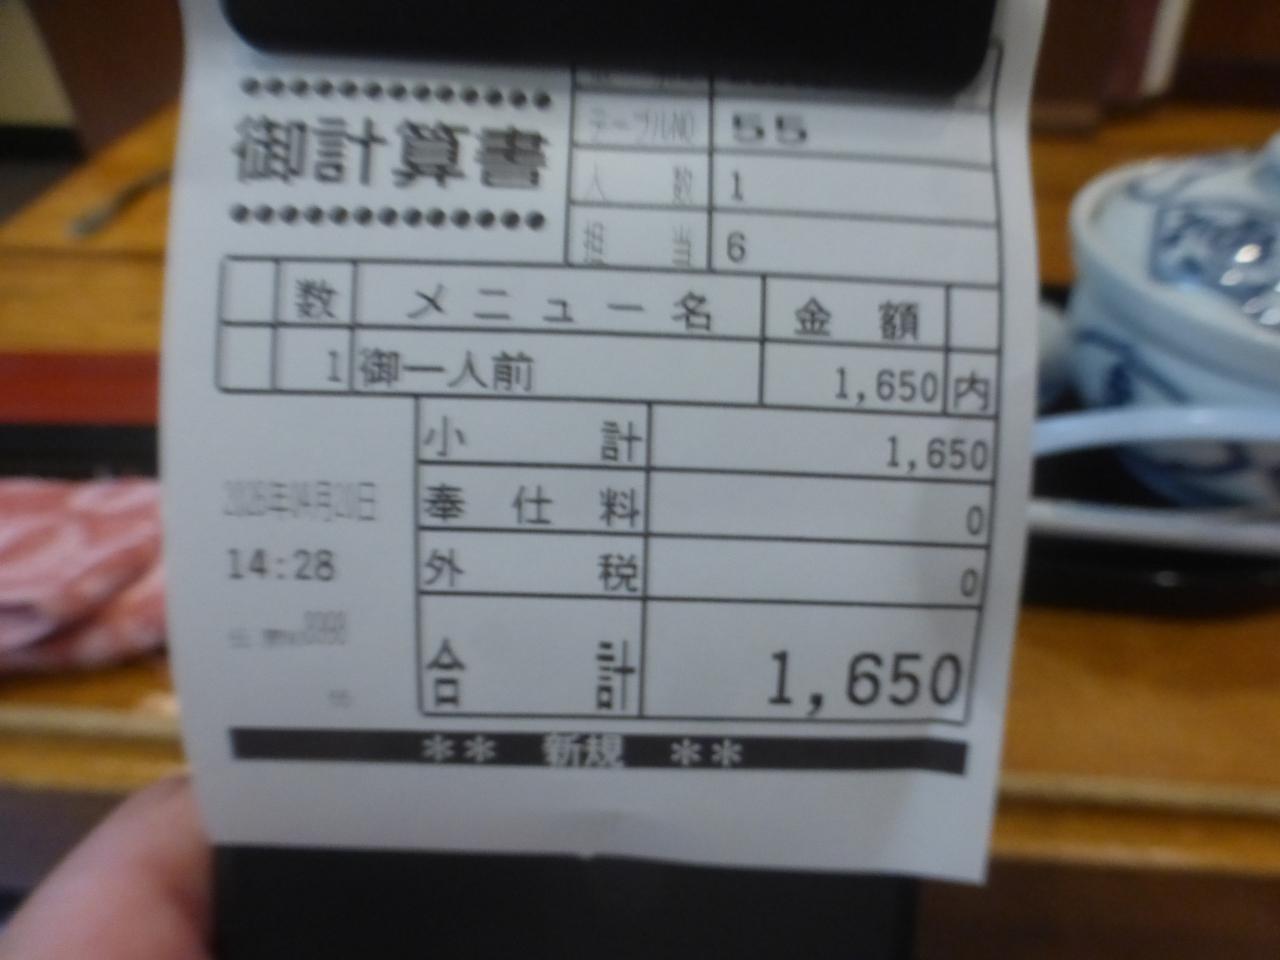 御計算書
テーブルNO 55
人数 1
担当 6
数 メニュー名 金額
1 御一人前 1,650 内
小計 1,650
奉仕料 0
外税 0
14:28
合計 1,650
** 新規 **